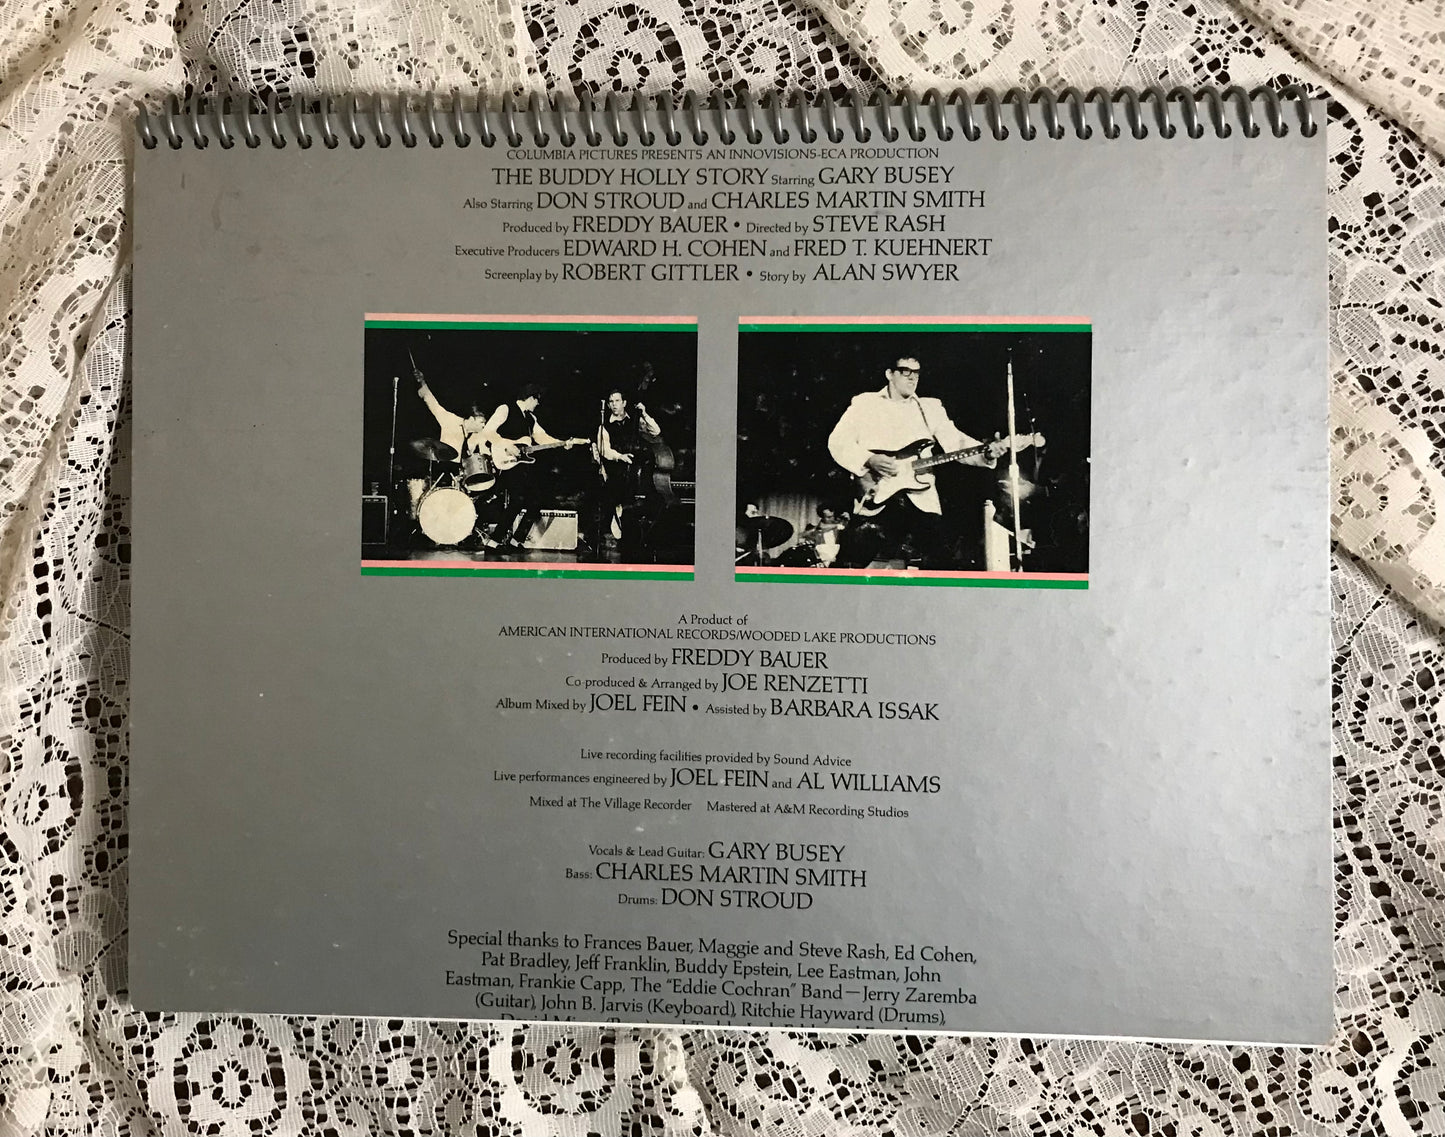 COLUMBIA PICTURES PRESENTS AN INNOVISIONS-ECA PRODUCTION
THE BUDDY HOLLY STORY Starring GARY BUSEY
Also Starring DON STROUD and CHARLES MARTIN SMITH
Produced by FREDDY BAUER • Directed by STEVE RASH
Executive Producers EDWARD H. COHEN and FRED T. KUEHNERT
Screenplay by ROBERT GITTLER • Story by ALAN SWYER
A Product of
AMERICAN INTERNATIONAL RECORDS/WOODED LAKE PRODUCTIONS
Produced by FREDDY BAUER
Co-produced & Arranged by JOE RENZETTI
Album Mixed by JOEL FEIN • Assisted by BARBARA ISSAK
Live recording facilities provided by Sound Advice
Live performances engineered by JOEL FEIN and AL WILLIAMS
Mixed at The Village Recorder Mastered at A&M Recording Studios
Vocals & Lead Guitar: GARY BUSEY
Bass: CHARLES MARTIN SMITH
Drums: DON STROUD
Special thanks to Frances Bauer, Maggie and Steve Rash, Ed Cohen,
Pat Bradley, Jeff Franklin, Buddy Epstein, Lee Eastman, John
Eastman, Frankie Capp, The "Eddie Cochran" Band—Jerry Zaremba
(Guitar), John B. Jarvis (Keyboard), Ritchie Hayward (Drums),